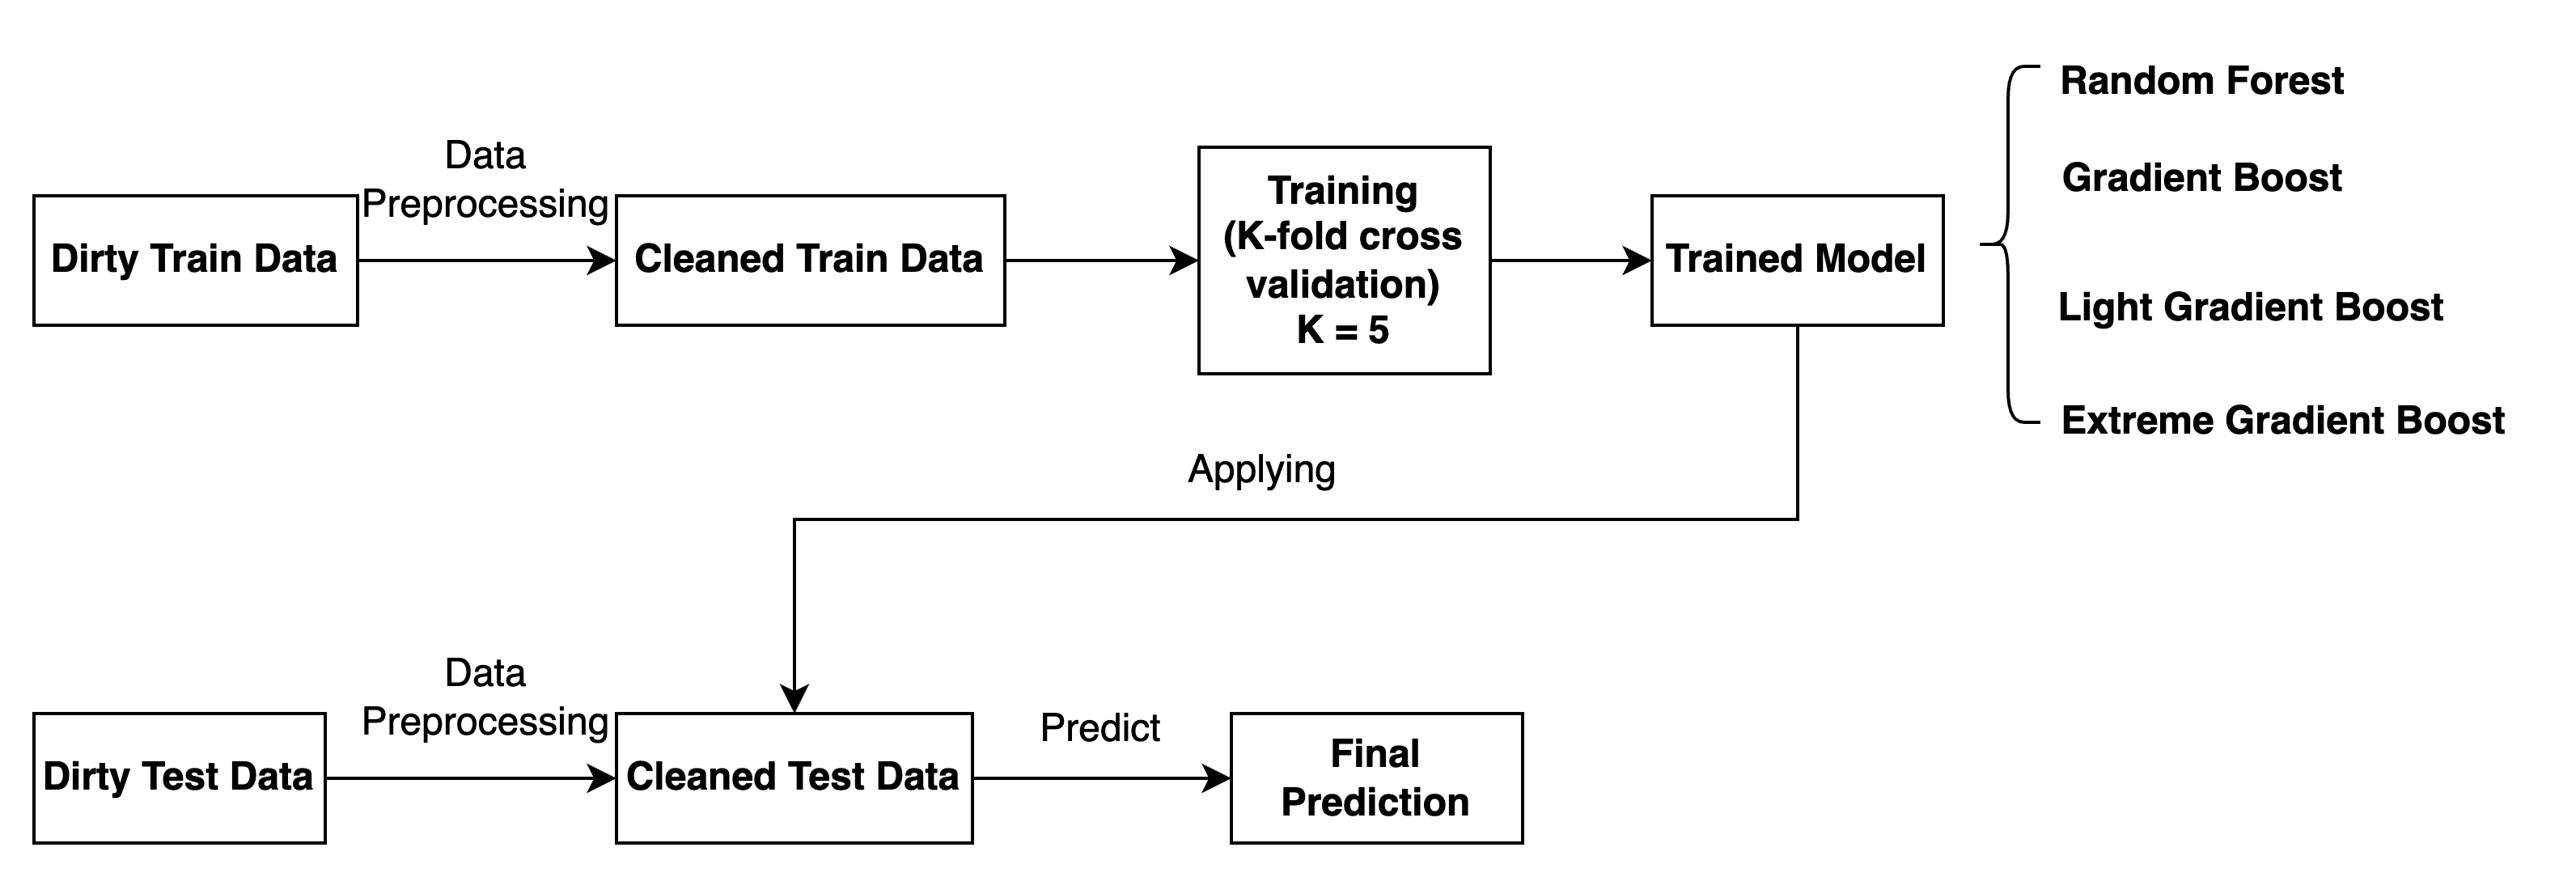 Data
Preprocessing
Dirty Train Data
Cleaned Train Data
Training
(K-fold cross
validation)
K = 5
Trained Model
Random Forest
Gradient Boost
Light Gradient Boost
Extreme Gradient Boost
Applying
Data
Preprocessing
Dirty Test Data
Cleaned Test Data
Predict
Final
Prediction